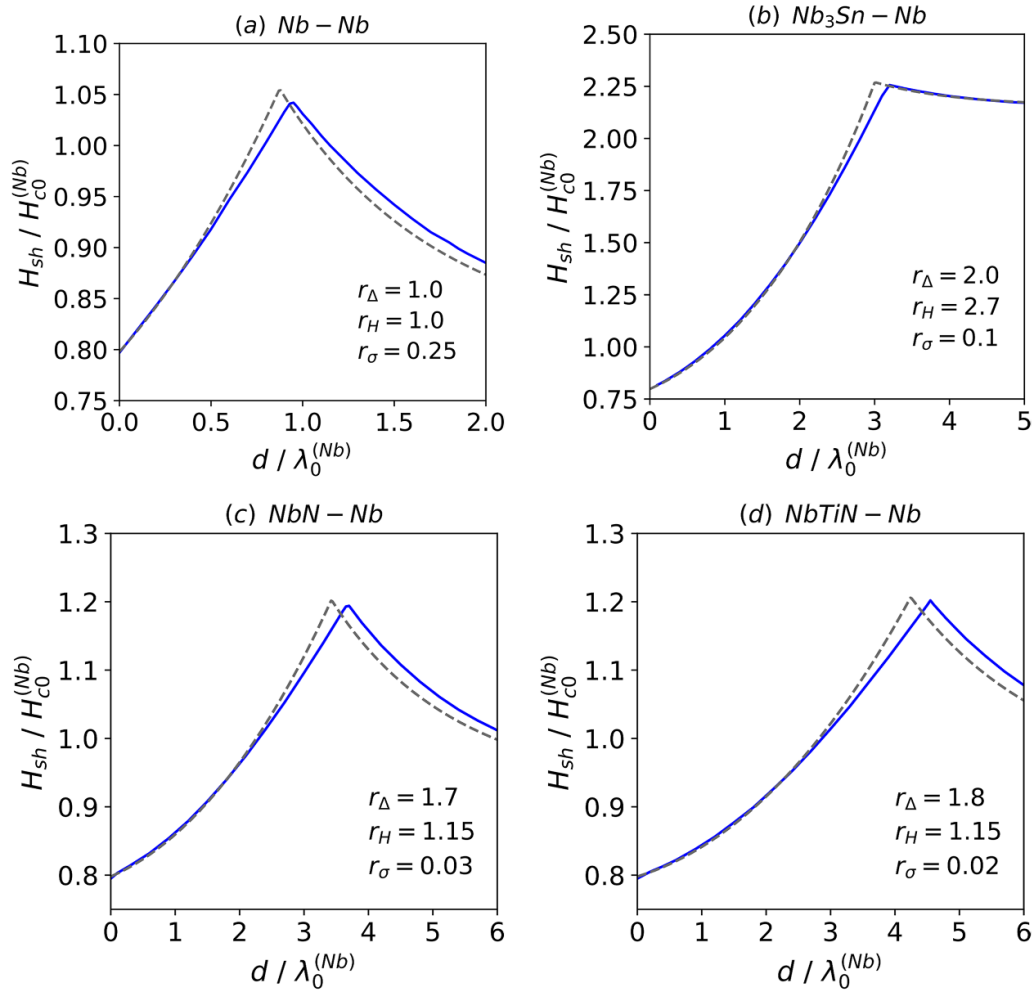 (a) Nb − Nb
1.10
1.05
1.00
0.95
0.90
0.85
0.80
0.75
H_sh / H_c0^(Nb)
r_Δ = 1.0
r_H = 1.0
r_σ = 0.25
0.0 0.5 1.0 1.5 2.0
d / λ_0^(Nb)
(b) Nb₃Sn − Nb
2.50
2.25
2.00
1.75
1.50
1.25
1.00
0.75
H_sh / H_c0^(Nb)
r_Δ = 2.0
r_H = 2.7
r_σ = 0.1
0 1 2 3 4 5
d / λ_0^(Nb)
(c) NbN − Nb
1.3
1.2
1.1
1.0
0.9
0.8
H_sh / H_c0^(Nb)
r_Δ = 1.7
r_H = 1.15
r_σ = 0.03
0 1 2 3 4 5 6
d / λ_0^(Nb)
(d) NbTiN − Nb
1.3
1.2
1.1
1.0
0.9
0.8
H_sh / H_c0^(Nb)
r_Δ = 1.8
r_H = 1.15
r_σ = 0.02
0 1 2 3 4 5 6
d / λ_0^(Nb)